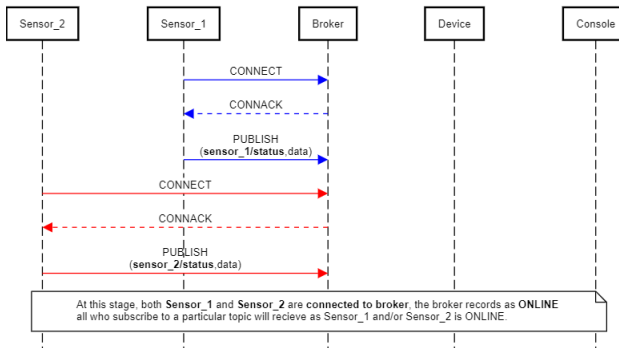 Sensor_2 Sensor_1 Broker Device Console
CONNECT
CONNACK
PUBLISH
(sensor_1/status,data)
CONNECT
CONNACK
PUBLISH
(sensor_2/status,data)
At this stage, both Sensor_1 and Sensor_2 are connected to broker, the broker records as ONLINE
all who subscribe to a particular topic will recieve as Sensor_1 and/or Sensor_2 is ONLINE.